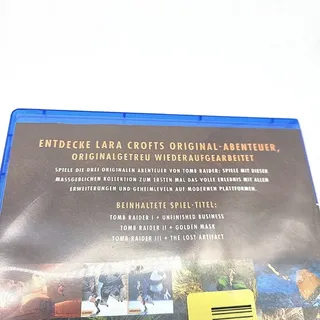 ENTDECKE LARA CROFTS ORIGINAL-ABENTEUER,
ORIGINALGETREU WIEDERAUFGEARBEITET
SPIELE DIE DREI ORIGINALEN ABENTEUER VON TOMB RAIDER: SPIELE MIT DIESER
MASSGEBLICHEN KOLLEKTION ZUM ERSTEN MAL DAS VOLLE ERLEBNIS MIT ALLEN
ERWEITERUNGEN UND GEHEIMLEVELN AUF MODERNEN PLATTFORMEN.
BEINHALTETE SPIEL-TITEL:
TOMB RAIDER I + UNFINISHED BUSINESS
TOMB RAIDER II + GOLDEN MASK
TOMB RAIDER III + THE LOST ARTIFACT